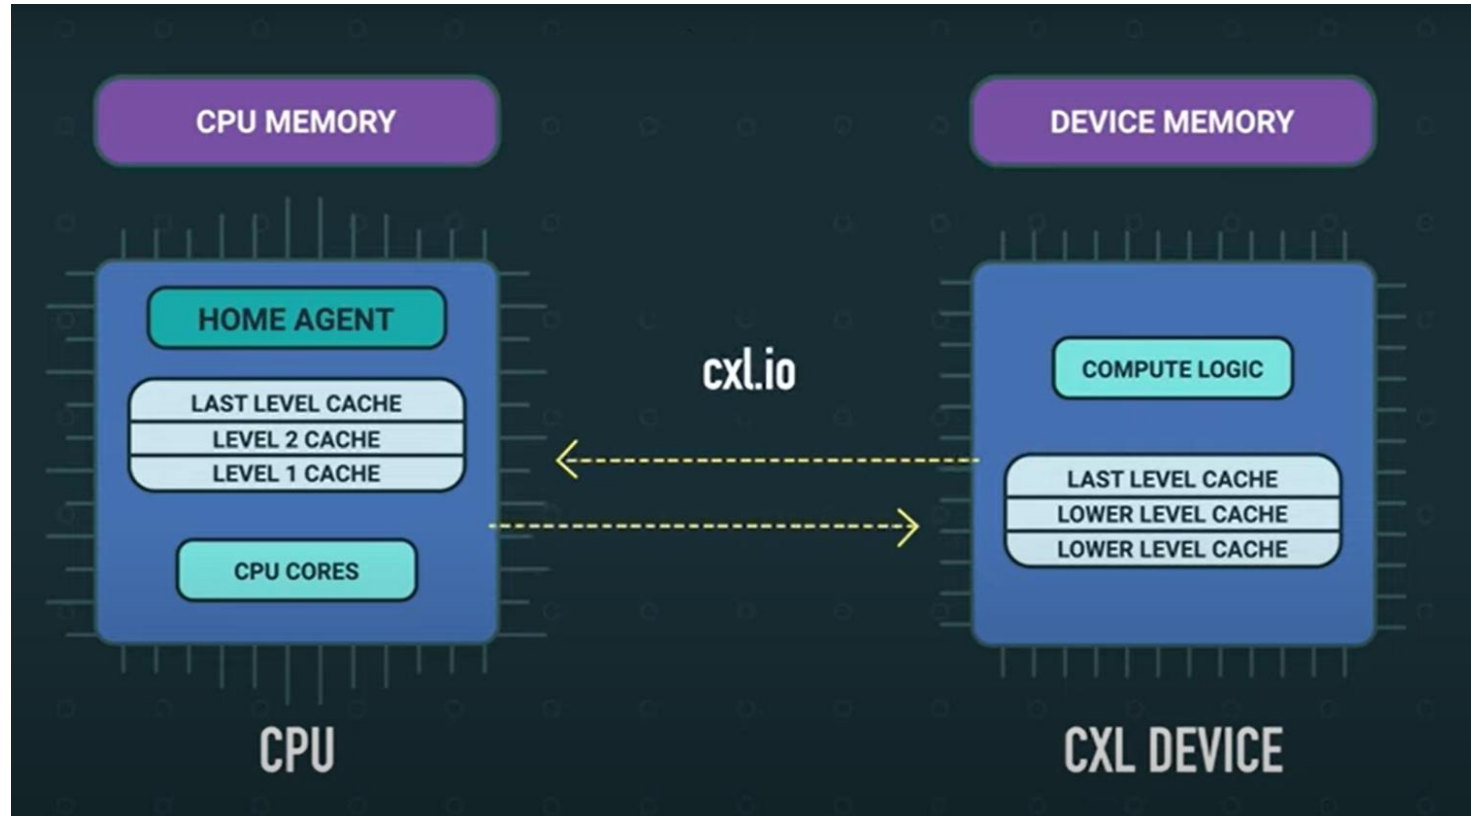 CPU MEMORY
DEVICE MEMORY
HOME AGENT
LAST LEVEL CACHE
LEVEL 2 CACHE
LEVEL 1 CACHE
CPU CORES
cxl.io
COMPUTE LOGIC
LAST LEVEL CACHE
LOWER LEVEL CACHE
LOWER LEVEL CACHE
CPU
CXL DEVICE